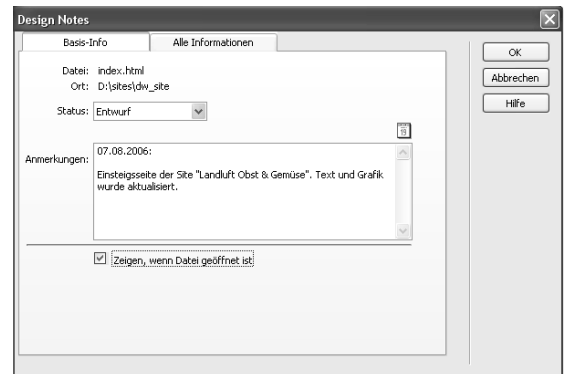 Design Notes
Basis-Info
Alle Informationen
OK
Abbrechen
Hilfe
Datei: index.html
Ort: D:\sites\dw_site
Status: Entwurf
Anmerkungen:
07.08.2006:
Einsteigsseite der Site "Landluft Obst & Gemüse". Text und Grafik
wurde aktualisiert.
Zeigen, wenn Datei geöffnet ist